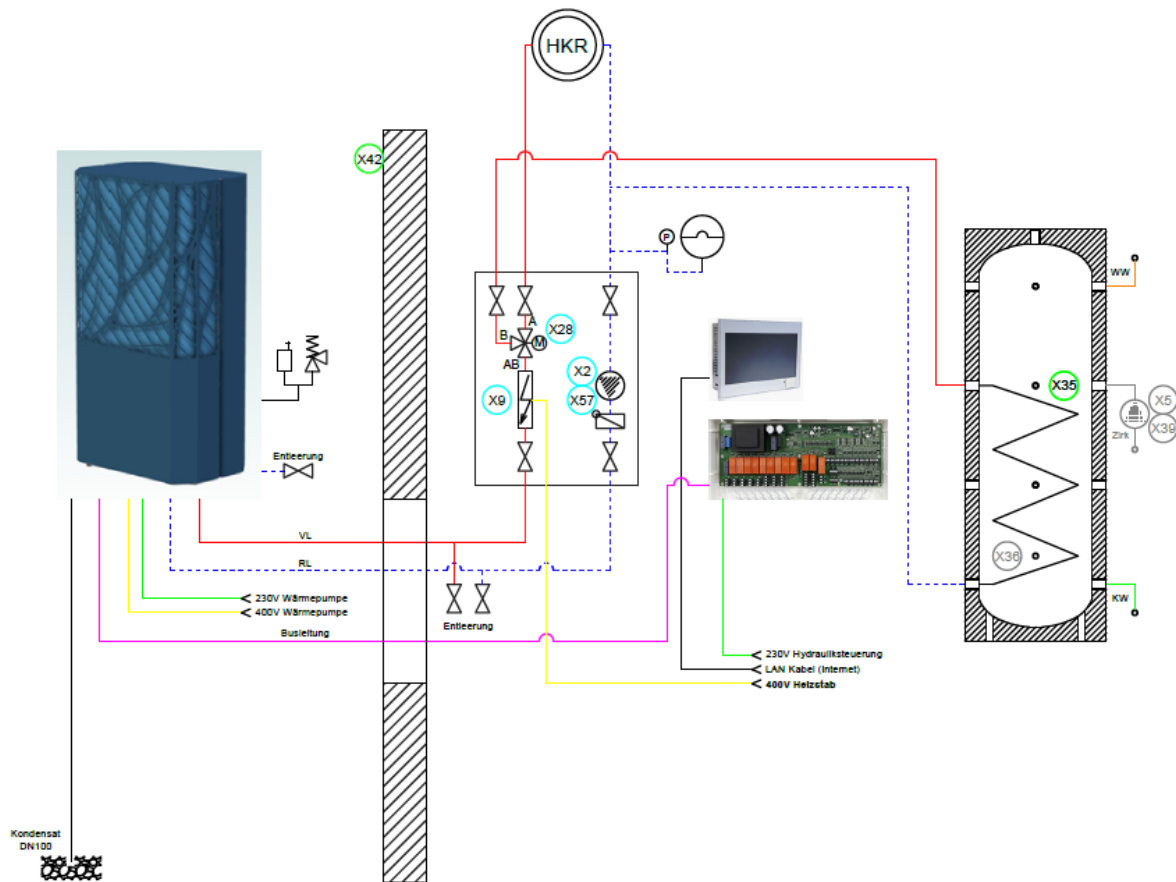 HKR
X42
P
WW
A
X28
B
M
AB
X2
X35
X9
X57
X5
X39
Zirk
Entleerung
VL
X36
RL
230V Wärmepumpe
KW
400V Wärmepumpe
Entleerung
Busleitung
230V Hydrauliksteuerung
LAN Kabel (Internet)
400V Heizstab
Kondensat
DN100